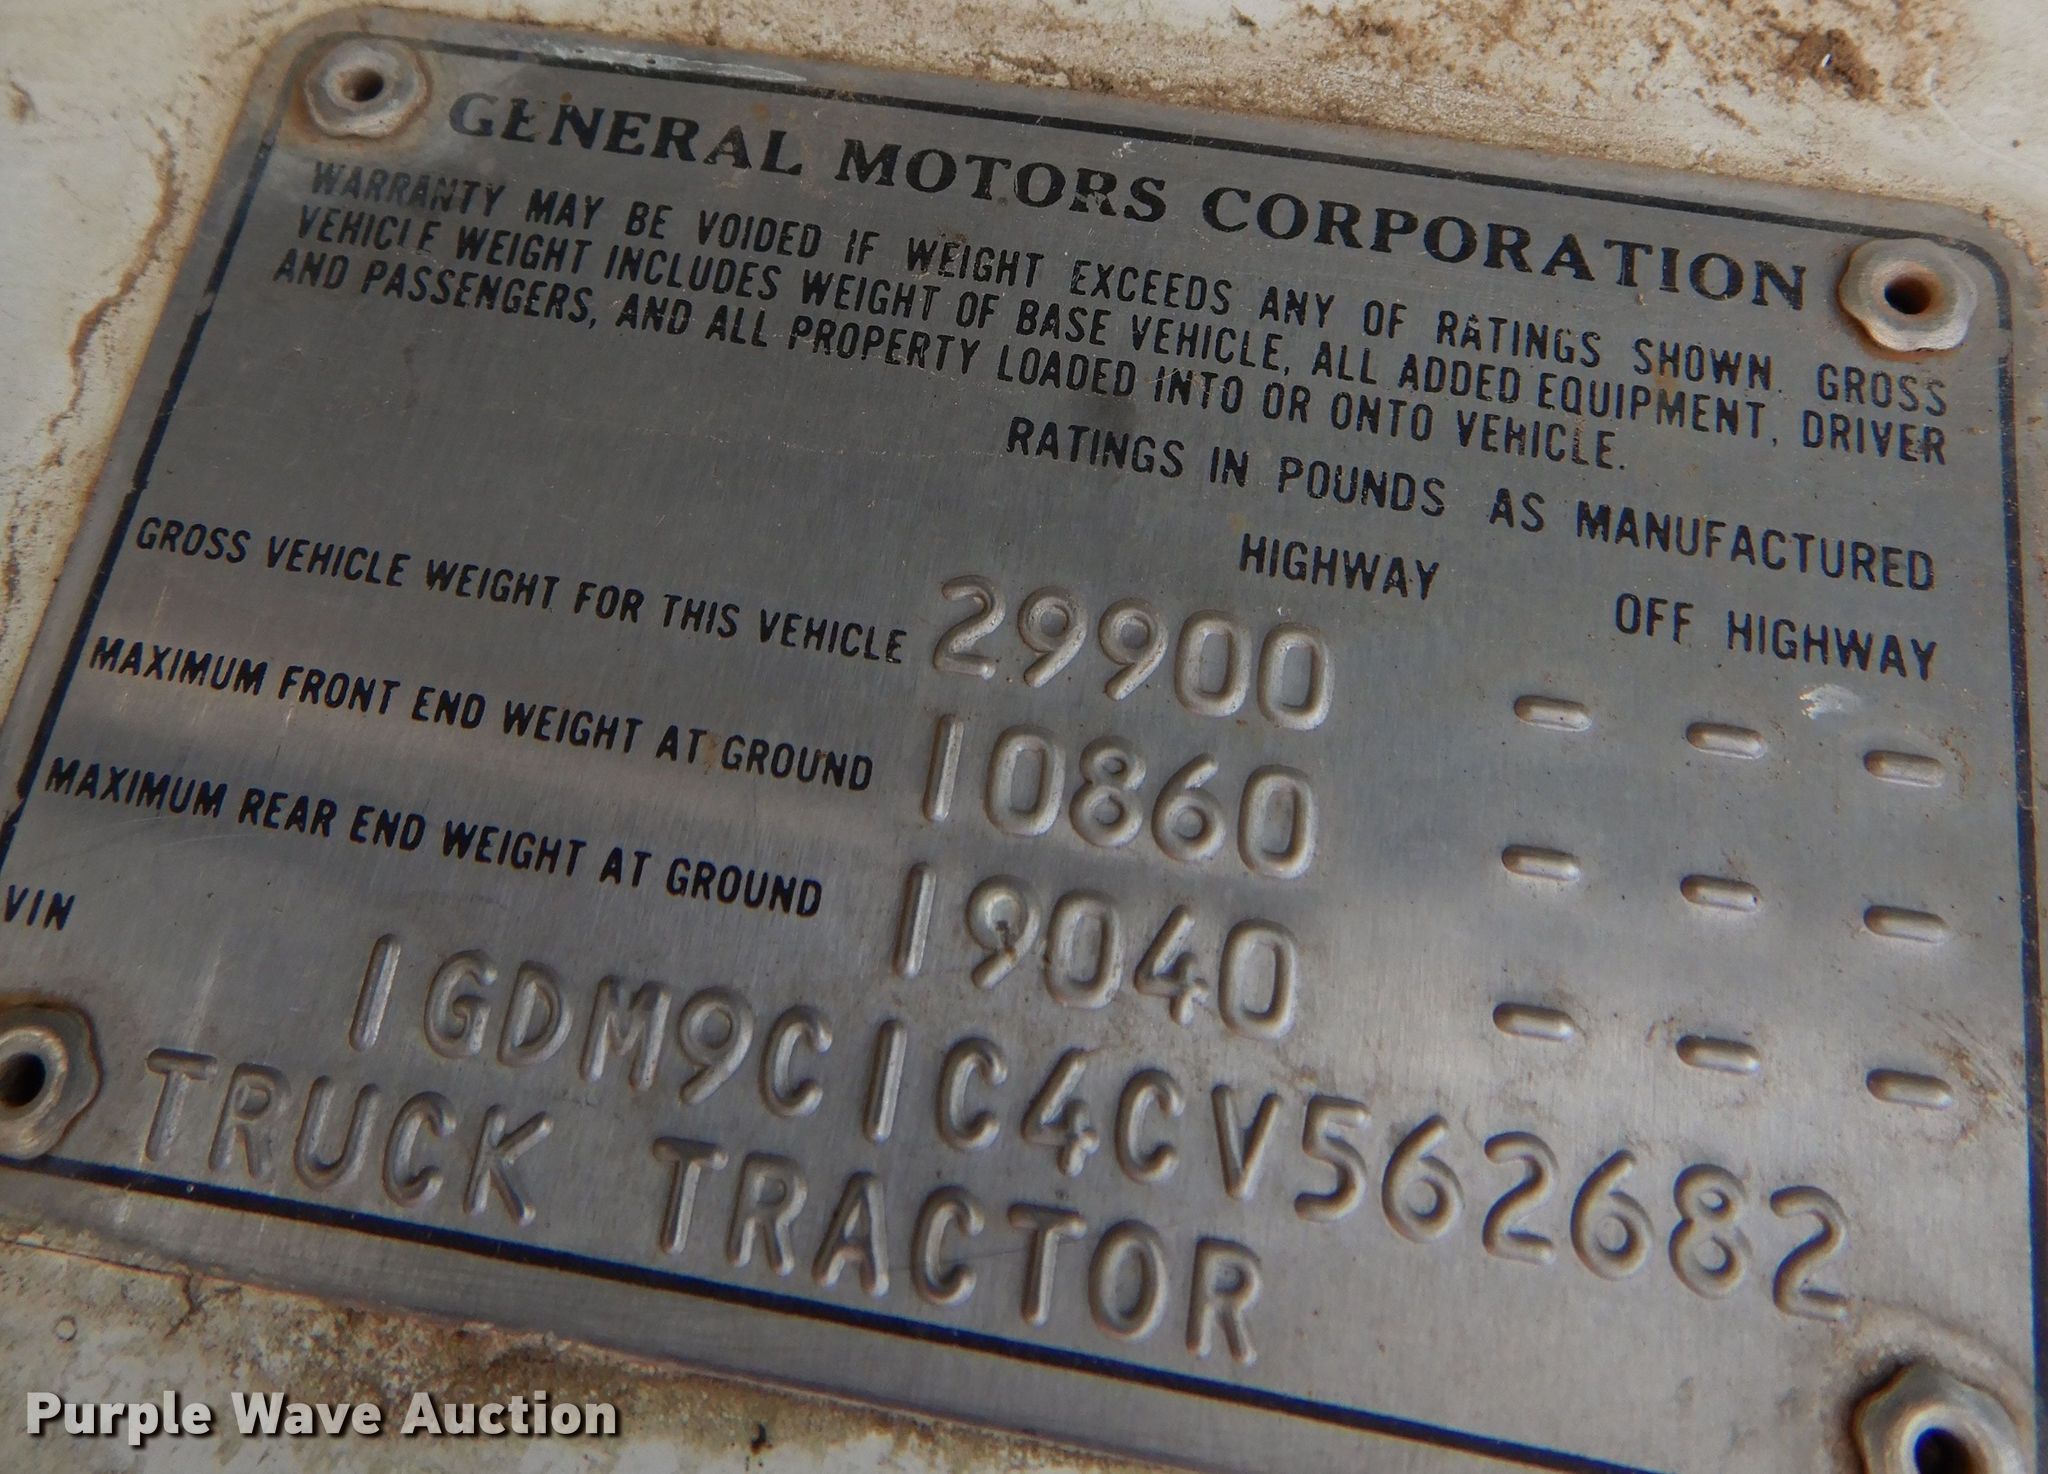 GENERAL MOTORS CORPORATION
WARRANTY MAY BE VOIDED IF WEIGHT EXCEEDS ANY OF RATINGS SHOWN. GROSS
VEHICLE WEIGHT INCLUDES WEIGHT OF BASE VEHICLE, ALL ADDED EQUIPMENT, DRIVER
AND PASSENGERS, AND ALL PROPERTY LOADED INTO OR ONTO VEHICLE.
RATINGS IN POUNDS AS MANUFACTURED
HIGHWAY OFF HIGHWAY
GROSS VEHICLE WEIGHT FOR THIS VEHICLE 29900 - - -
MAXIMUM FRONT END WEIGHT AT GROUND 10860 - - -
MAXIMUM REAR END WEIGHT AT GROUND 19040 - - -
VIN 1GDM9C1C4CV562682
TRUCK TRACTOR
Purple Wave Auction